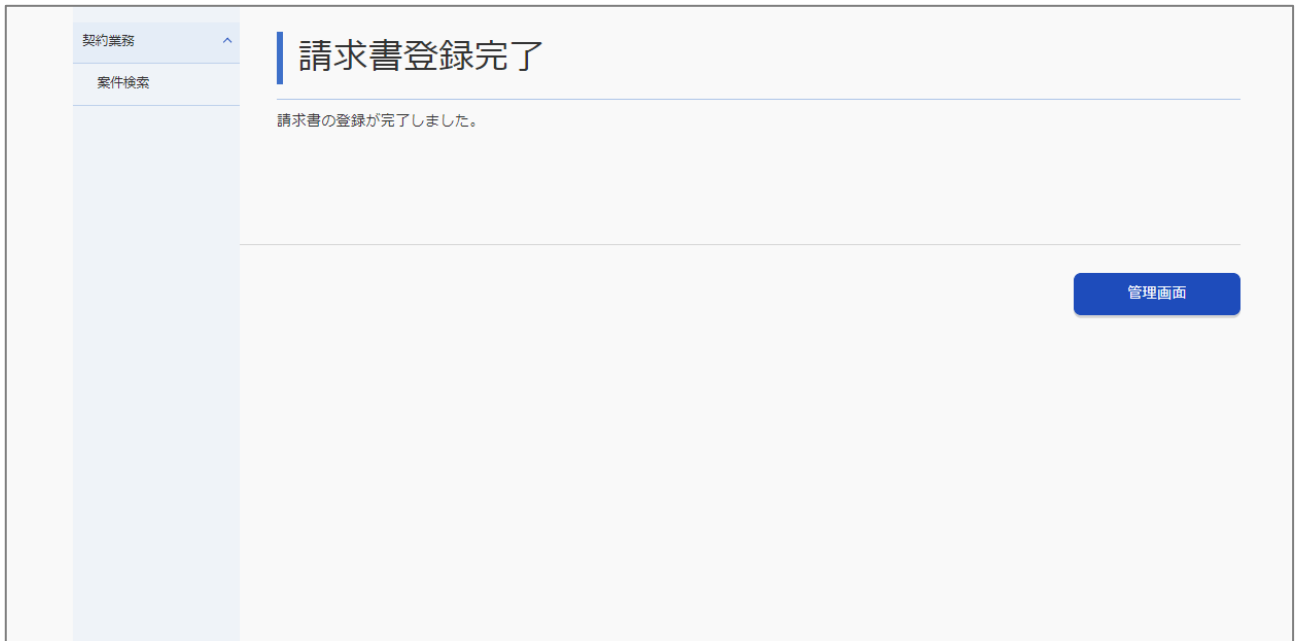 契約業務
案件検索
請求書登録完了
請求書の登録が完了しました。
管理画面